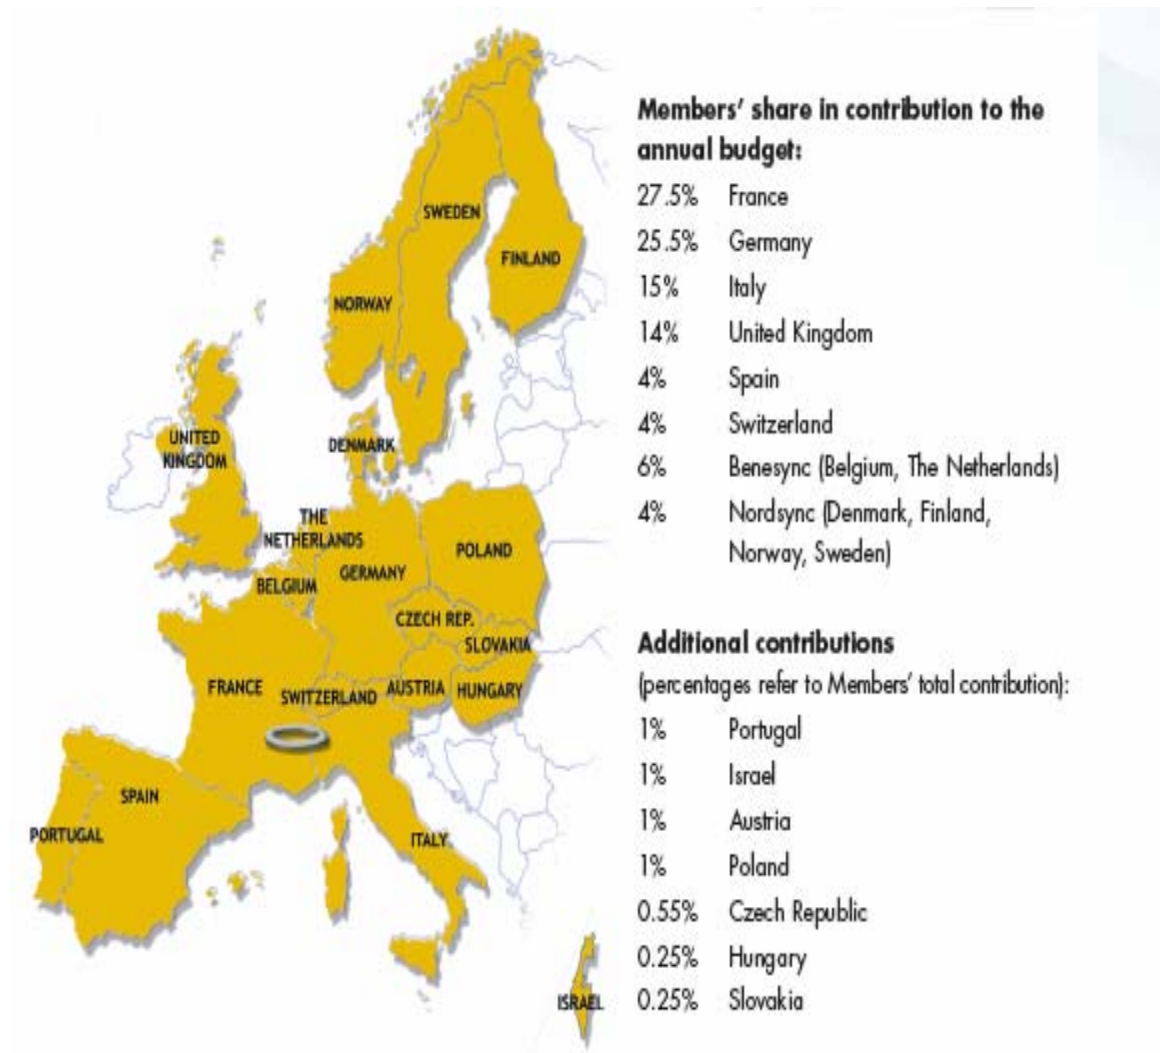 SWEDEN
FINLAND
NORWAY
UNITED
KINGDOM
DENMARK
THE
NETHERLANDS
POLAND
GERMANY
BELGIUM
CZECH REP.
SLOVAKIA
FRANCE
SWITZERLAND
AUSTRIA
HUNGARY
SPAIN
PORTUGAL
ITALY
ISRAEL
Members' share in contribution to the
annual budget:
27.5% France
25.5% Germany
15% Italy
14% United Kingdom
4% Spain
4% Switzerland
6% Benesync (Belgium, The Netherlands)
4% Nordsync (Denmark, Finland,
Norway, Sweden)
Additional contributions
(percentages refer to Members' total contribution):
1% Portugal
1% Israel
1% Austria
1% Poland
0.55% Czech Republic
0.25% Hungary
0.25% Slovakia